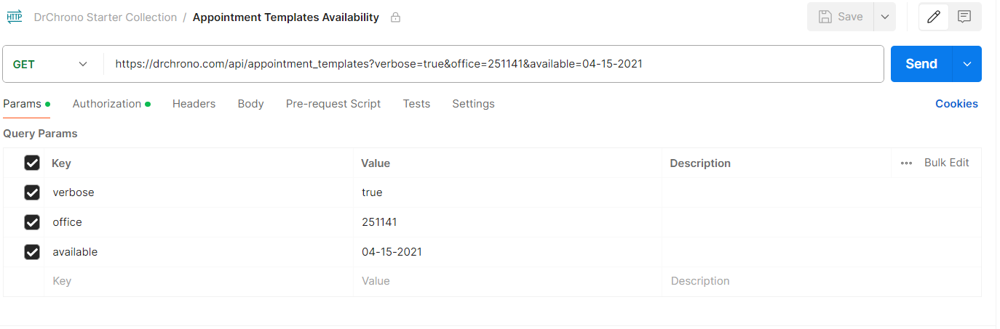 HTTP DrChrono Starter Collection / Appointment Templates Availability Save
GET https://drchrono.com/api/appointment_templates?verbose=true&office=251141&available=04-15-2021 Send
Params Authorization Headers Body Pre-request Script Tests Settings Cookies
Query Params
Key Value Description Bulk Edit
verbose true
office 251141
available 04-15-2021
Key Value Description